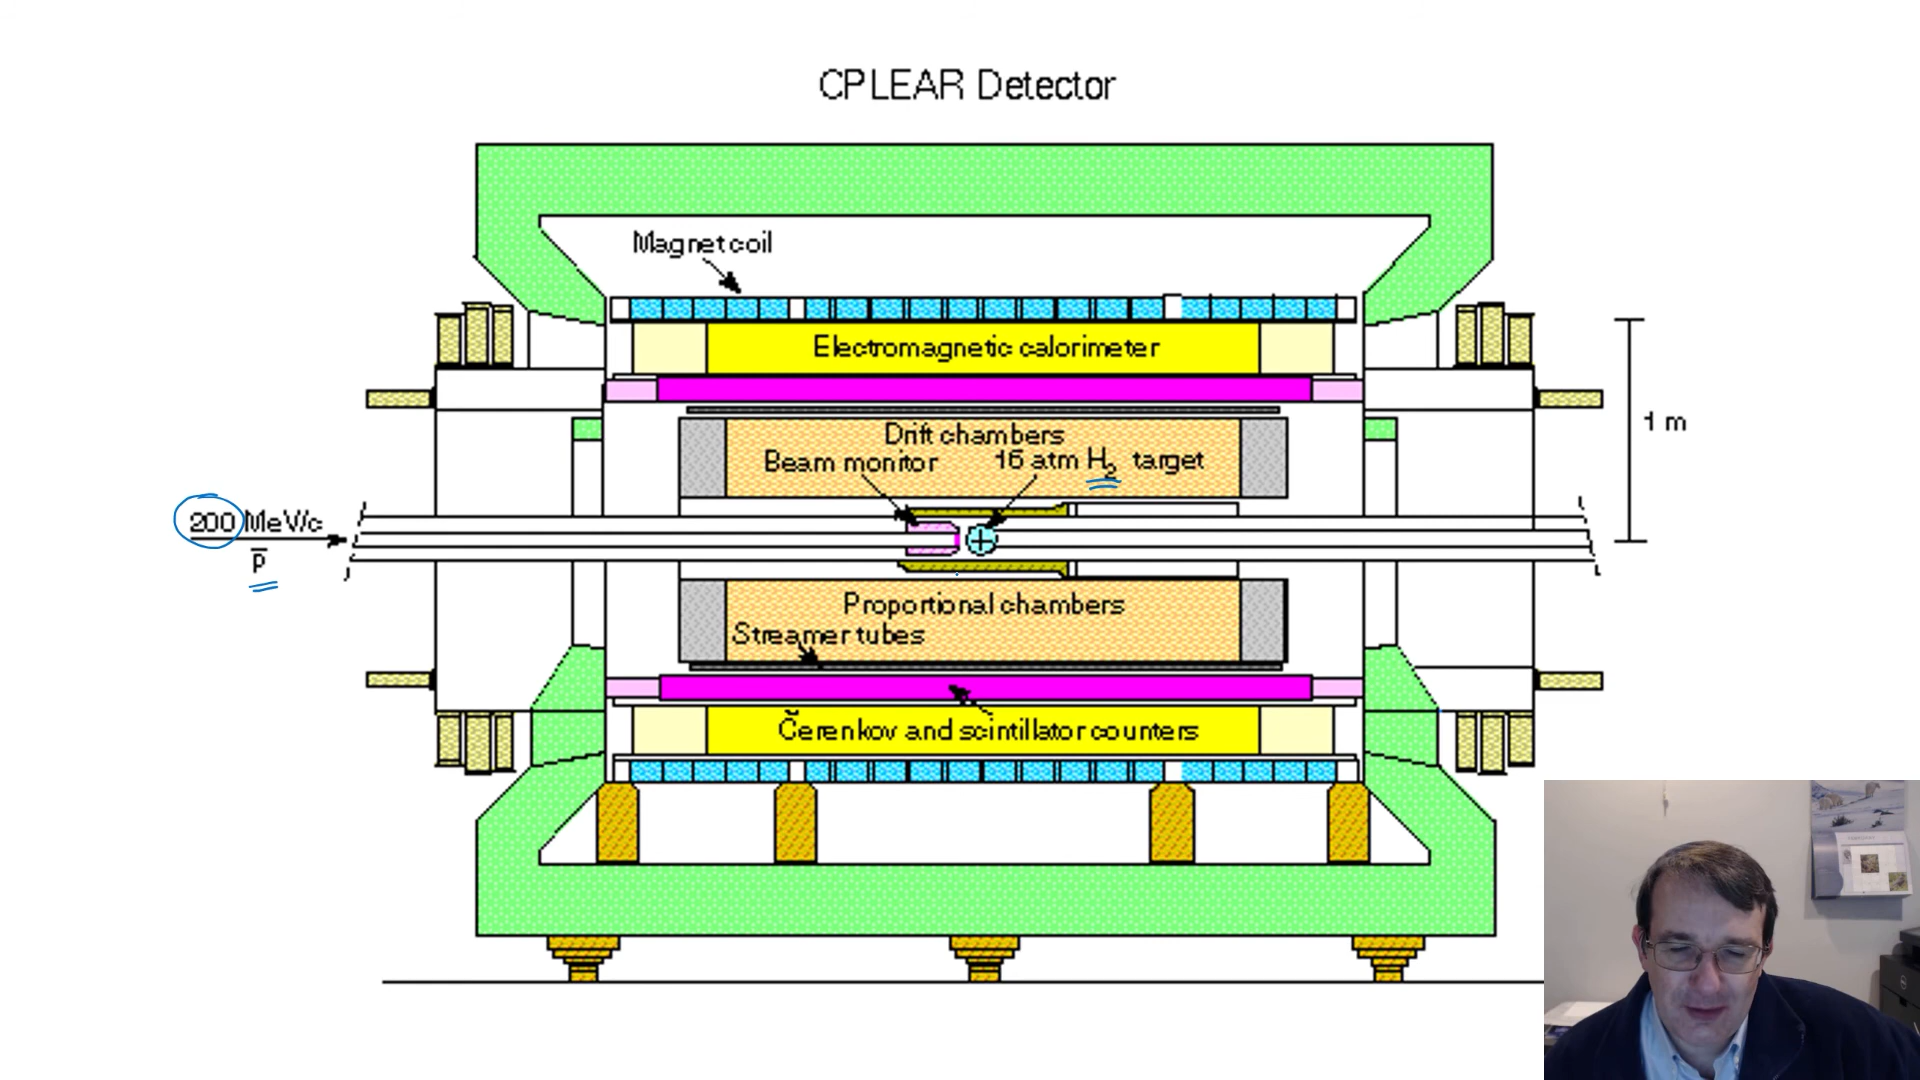 CPLEAR Detector
Magnet coil
Electromagnetic calorimeter
1 m
Drift chambers
Beam monitor
16 atm H₂ target
200 MeV/c
p̅
Proportional chambers
Streamer tubes
Čerenkov and scintillator counters